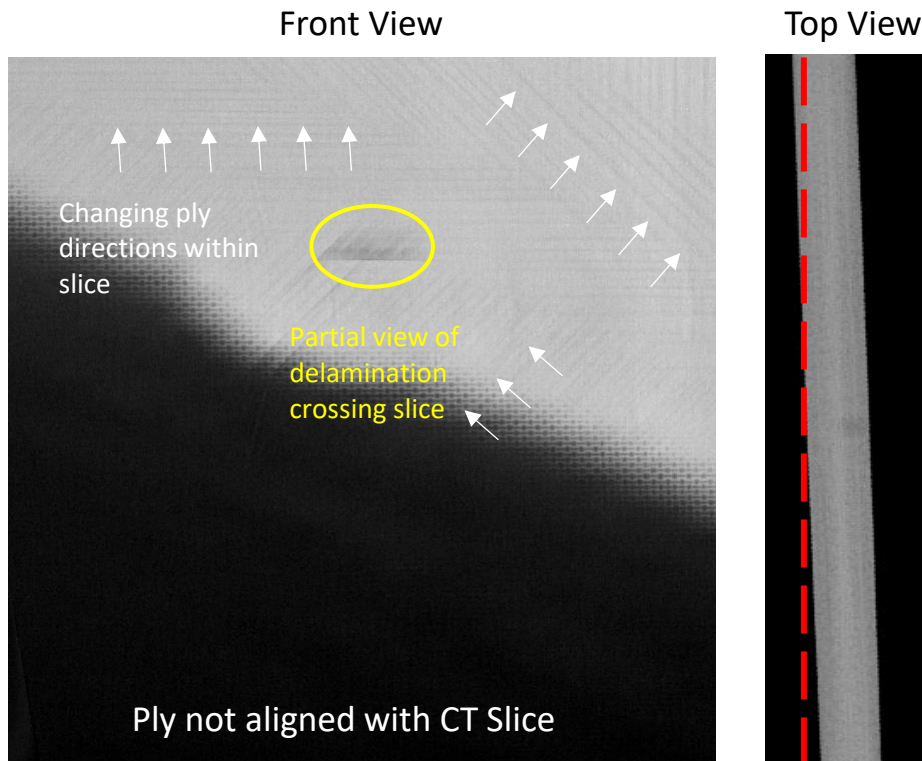 Front View
Top View
Changing ply
directions within
slice
Partial view of
delamination
crossing slice
Ply not aligned with CT Slice